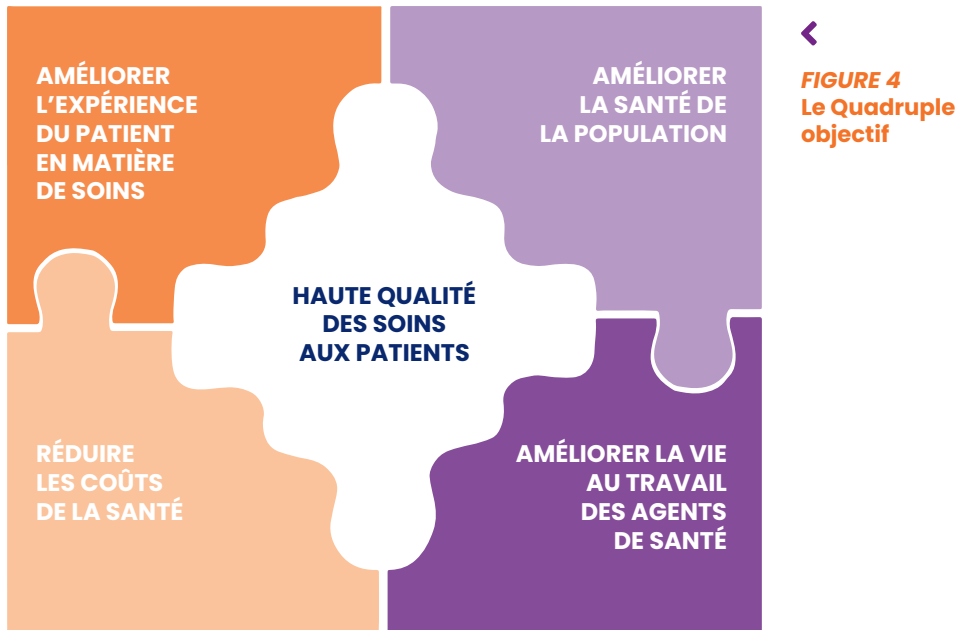 AMÉLIORER
L'EXPÉRIENCE
DU PATIENT
EN MATIÈRE
DE SOINS
AMÉLIORER
LA SANTÉ DE
LA POPULATION
FIGURE 4
Le Quadruple
objectif
HAUTE QUALITÉ
DES SOINS
AUX PATIENTS
RÉDUIRE
LES COÛTS
DE LA SANTÉ
AMÉLIORER LA VIE
AU TRAVAIL
DES AGENTS
DE SANTÉ